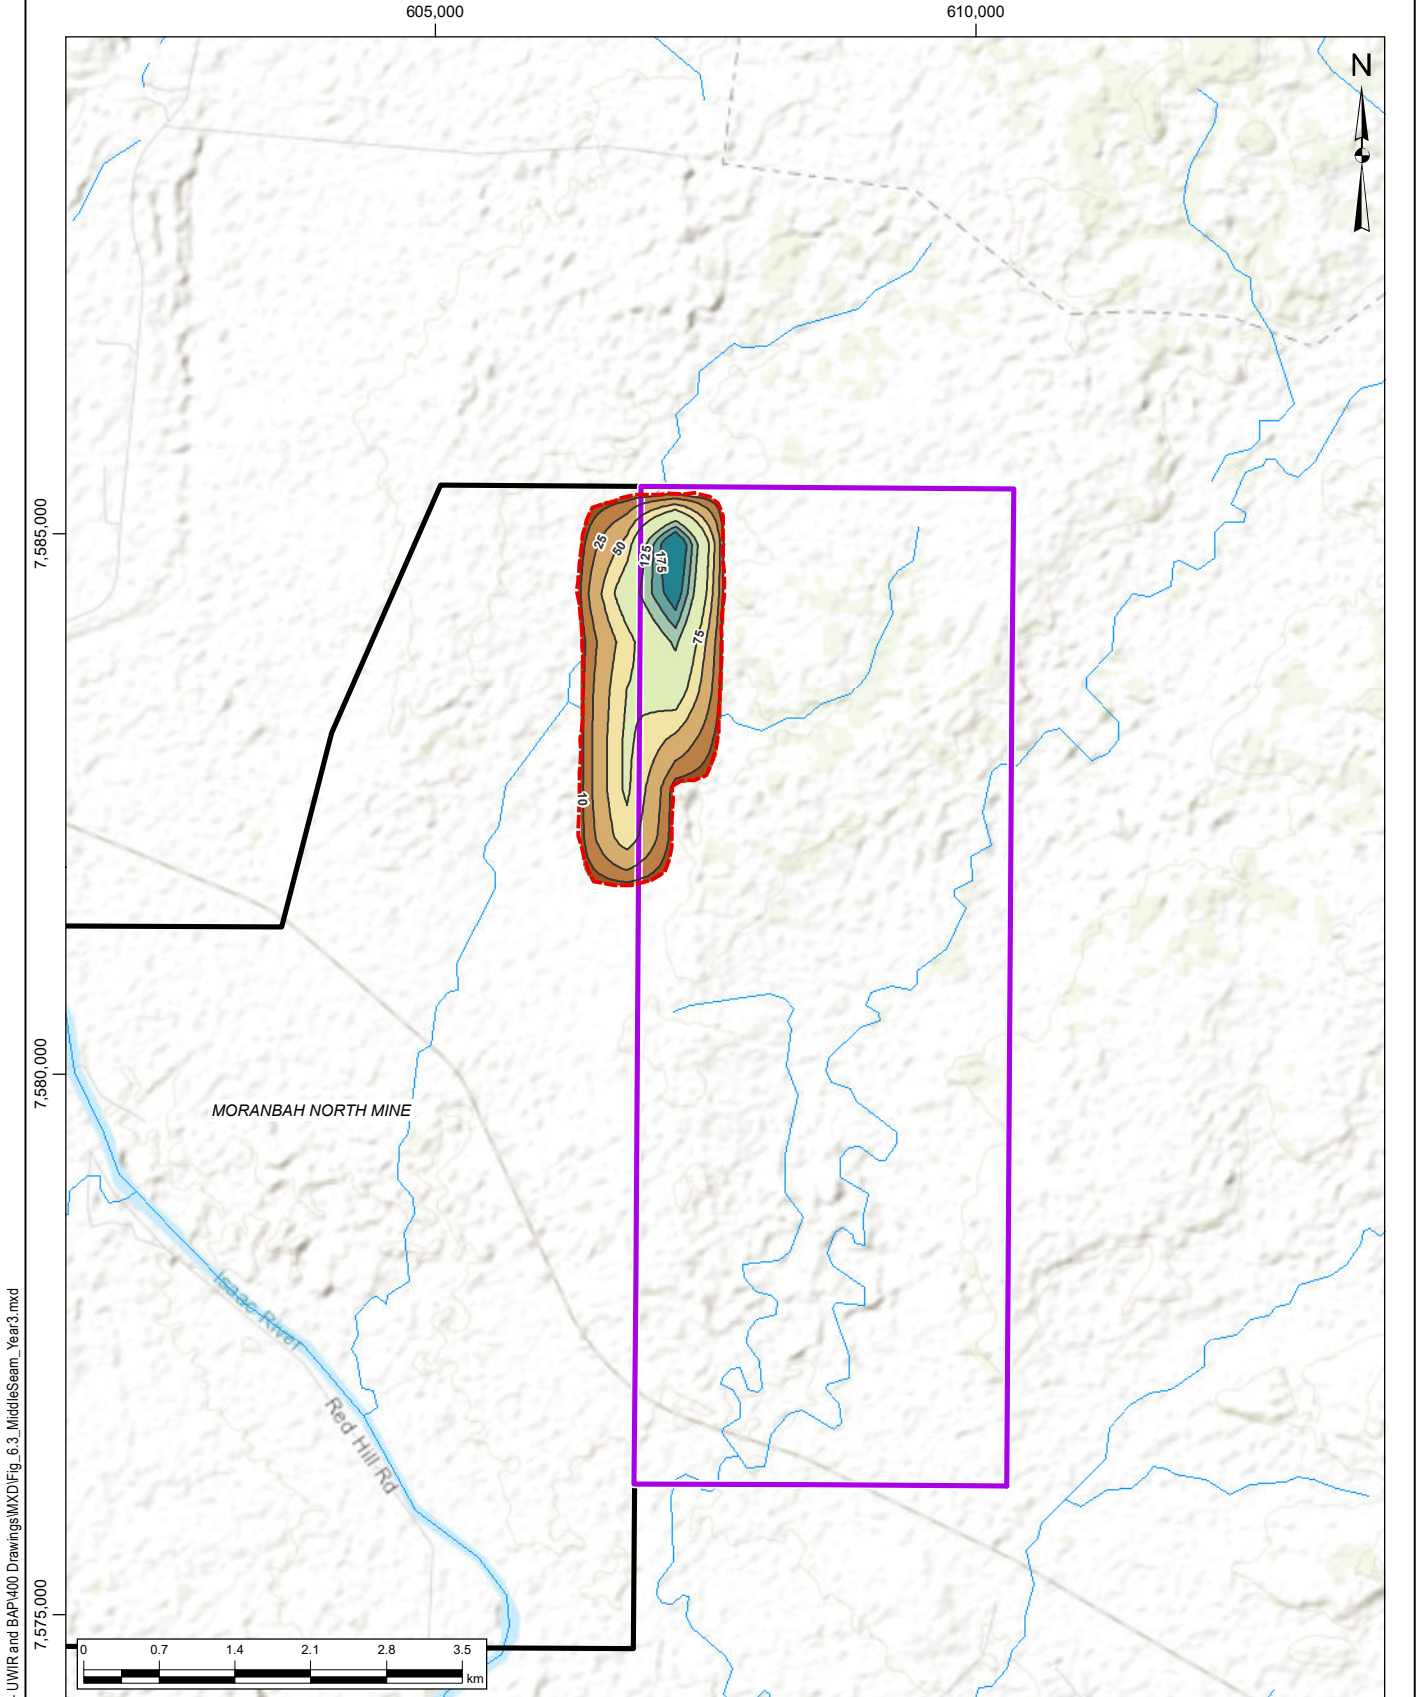 605,000 610,000
N
7,585,000
25
50
125
175
75
10
7,580,000
MORANBAH NORTH MINE
Isaac River
Red Hill Rd
7,575,000
0 0.7 1.4 2.1 2.8 3.5
km
- UWIR and BAP\400 Drawings\MXD\Fig_6.3_MiddleSeam_Year3.mxd